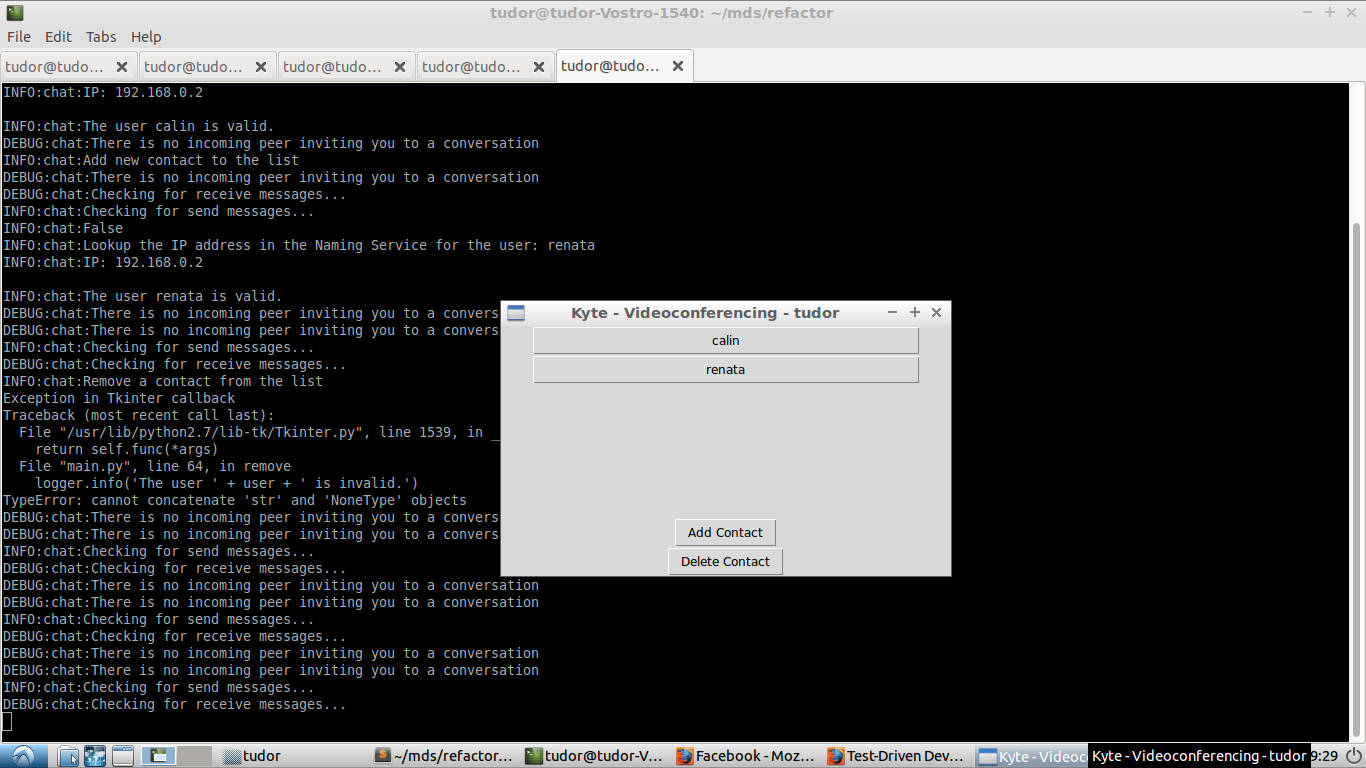 tudor@tudor-Vostro-1540: ~/mds/refactor
File Edit Tabs Help
tudor@tudo... tudor@tudo... tudor@tudo... tudor@tudo... tudor@tudo...
INFO:chat:IP: 192.168.0.2
INFO:chat:The user calin is valid.
DEBUG:chat:There is no incoming peer inviting you to a conversation
INFO:chat:Add new contact to the list
DEBUG:chat:There is no incoming peer inviting you to a conversation
DEBUG:chat:Checking for receive messages...
INFO:chat:Checking for send messages...
INFO:chat:False
INFO:chat:Lookup the IP address in the Naming Service for the user: renata
INFO:chat:IP: 192.168.0.2
INFO:chat:The user renata is valid.
DEBUG:chat:There is no incoming peer inviting you to a convers
DEBUG:chat:There is no incoming peer inviting you to a convers
INFO:chat:Checking for send messages...
DEBUG:chat:Checking for receive messages...
INFO:chat:Remove a contact from the list
Exception in Tkinter callback
Traceback (most recent call last):
File "/usr/lib/python2.7/lib-tk/Tkinter.py", line 1539, in _
return self.func(*args)
File "main.py", line 64, in remove
logger.info('The user ' + user + ' is invalid.')
TypeError: cannot concatenate 'str' and 'NoneType' objects
DEBUG:chat:There is no incoming peer inviting you to a convers
DEBUG:chat:There is no incoming peer inviting you to a convers
INFO:chat:Checking for send messages...
DEBUG:chat:Checking for receive messages...
DEBUG:chat:There is no incoming peer inviting you to a conversation
DEBUG:chat:There is no incoming peer inviting you to a conversation
INFO:chat:Checking for send messages...
DEBUG:chat:Checking for receive messages...
DEBUG:chat:There is no incoming peer inviting you to a conversation
DEBUG:chat:There is no incoming peer inviting you to a conversation
INFO:chat:Checking for send messages...
DEBUG:chat:Checking for receive messages...
Kyte - Videoconferencing - tudor
calin
renata
Add Contact
Delete Contact
tudor ~/mds/refactor... tudor@tudor-V... Facebook - Moz... Test-Driven Dev... Kyte - Videoc Kyte - Videoconferencing - tudor 9:29